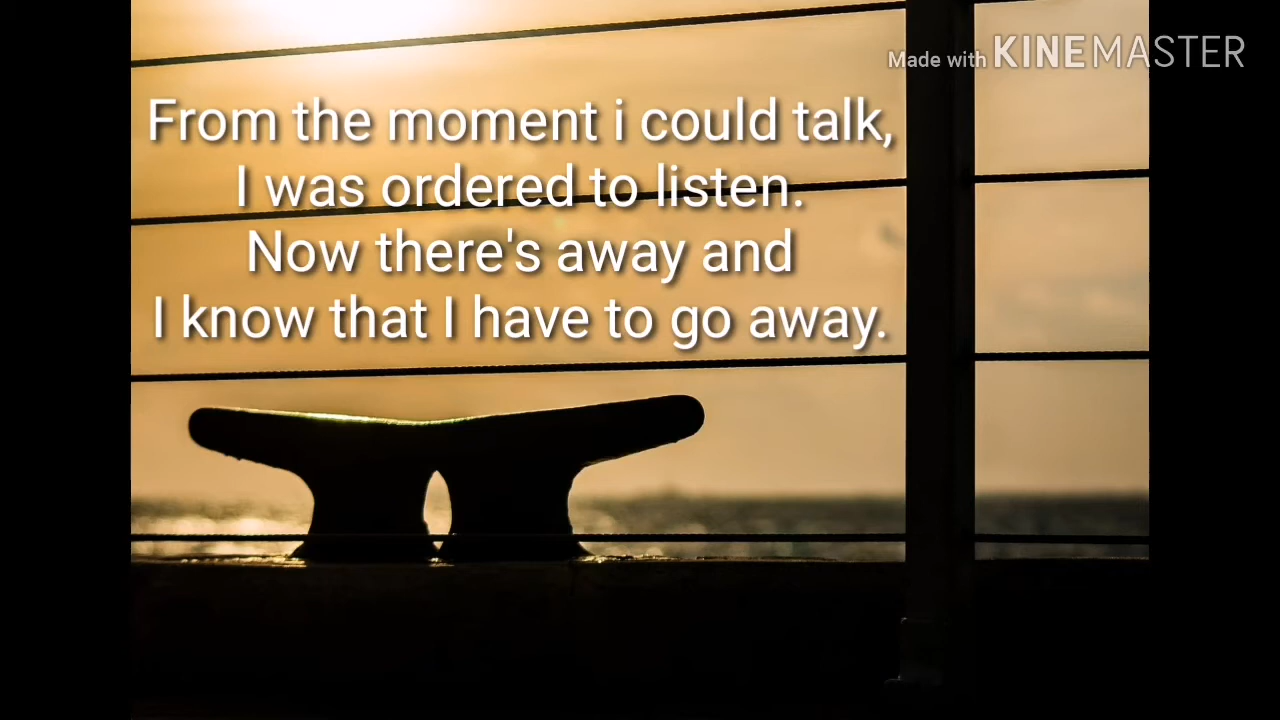 Made with KINEMASTER
From the moment i could talk,
I was ordered to listen.
Now there's away and
I know that I have to go away.